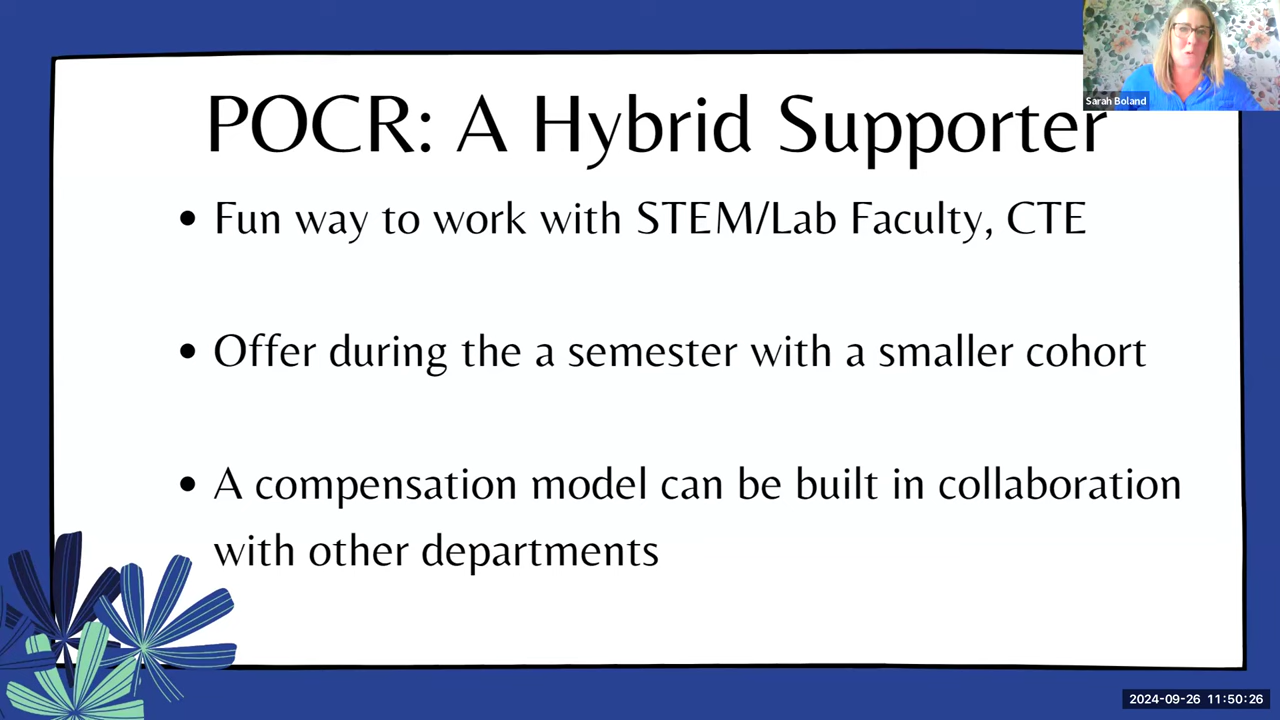 POCR: A Hybrid Supporter
Sarah Boland
• Fun way to work with STEM/Lab Faculty, CTE
• Offer during the a semester with a smaller cohort
• A compensation model can be built in collaboration
with other departments
2024-09-26 11:50:26